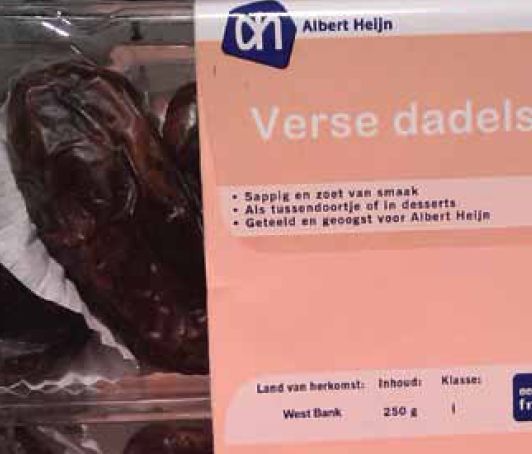 ah Albert Heijn
Verse dadels
• Sappig en zoet van smaak
• Als tussendoortje of in desserts
• Geteeld en geoogst voor Albert Heijn
Land van herkomst: Inhoud: Klasse:
West Bank 250 g I